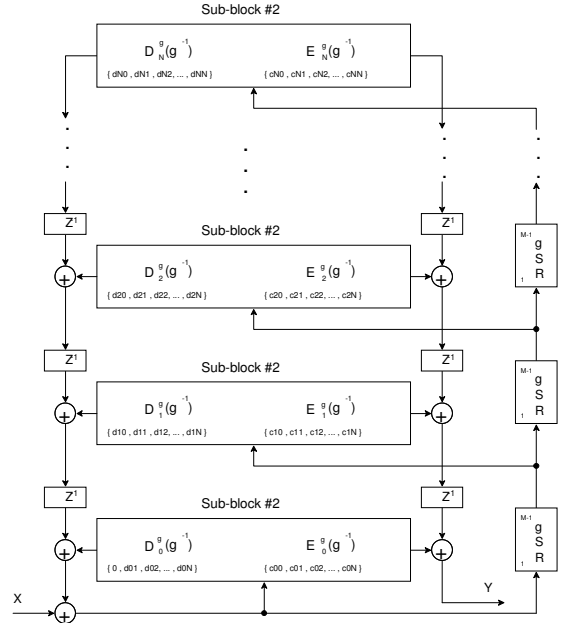 Sub-block #2
D g N (g -1) E g N (g -1)
{ dN0 , dN1 , dN2, ... , dNN } { cN0 , cN1 , cN2, ... , cNN }
Z1 Z1
M-1 g S R 1
Sub-block #2
D g 2 (g -1) E g 2 (g -1)
{ d20 , d21 , d22, ... , d2N } { c20 , c21 , c22, ... , c2N }
+ +
Z1 Z1
M-1 g S R 1
Sub-block #2
D g 1 (g -1) E g 1 (g -1)
{ d10 , d11 , d12, ... , d1N } { c10 , c11 , c12, ... , c1N }
+ +
Z1 Z1
M-1 g S R 1
Sub-block #2
D g 0 (g -1) E g 0 (g -1)
{ 0 , d01 , d02, ... , d0N } { c00 , c01 , c02, ... , c0N }
+ +
X + Y